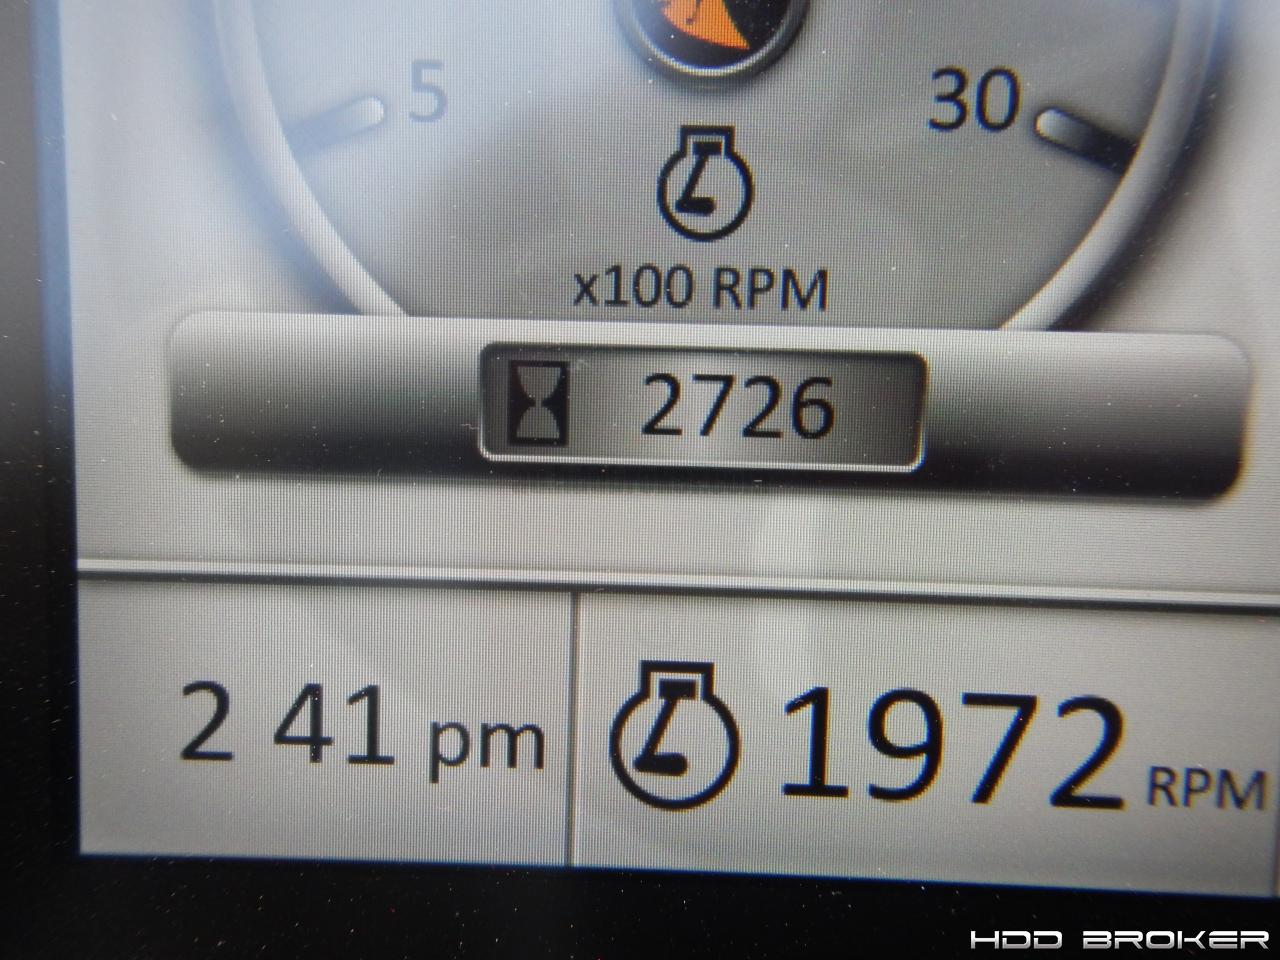 5
30
x100 RPM
2726
2 41 pm
1972 RPM
HDD BROKER